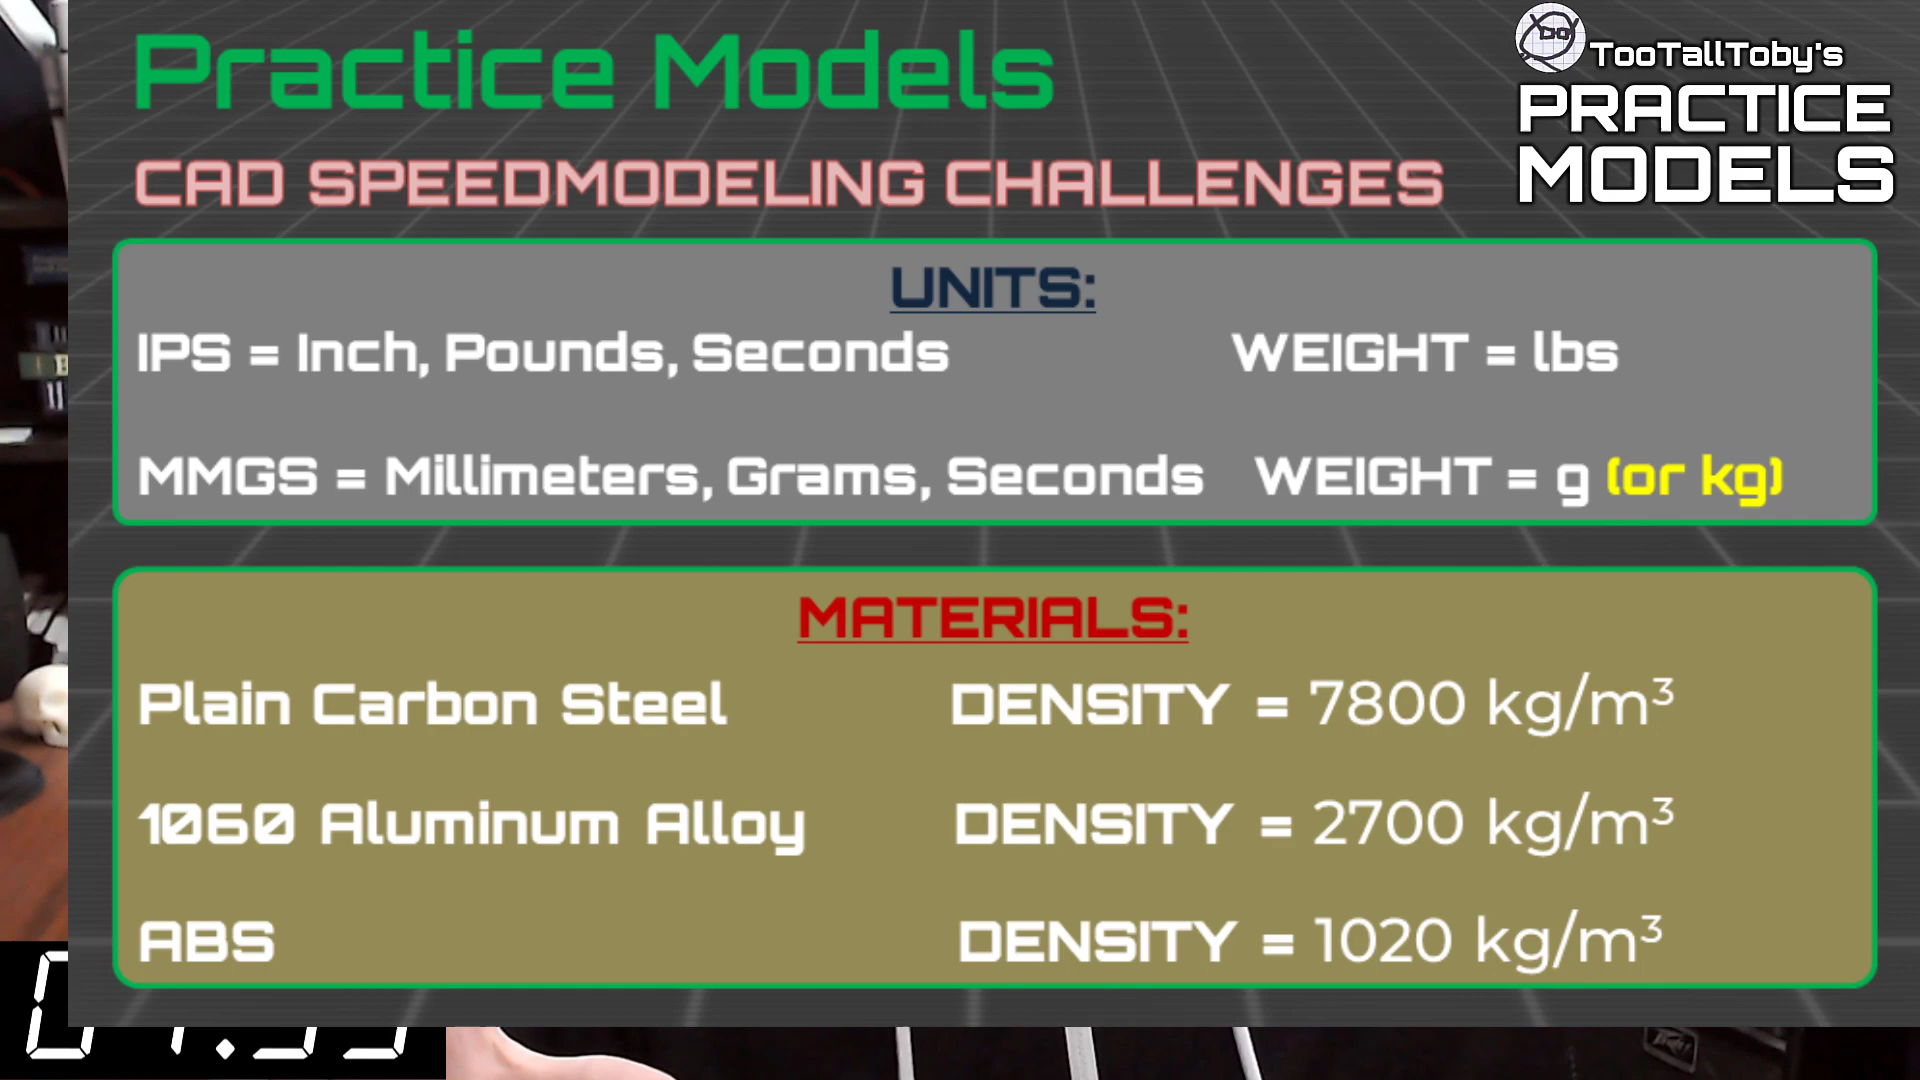 Practice Models
TooTallToby's
PRACTICE
MODELS
CAD SPEEDMODELING CHALLENGES
UNITS:
IPS = Inch, Pounds, Seconds WEIGHT = lbs
MMGS = Millimeters, Grams, Seconds WEIGHT = g (or kg)
MATERIALS:
Plain Carbon Steel DENSITY = 7800 kg/m³
1060 Aluminum Alloy DENSITY = 2700 kg/m³
ABS DENSITY = 1020 kg/m³